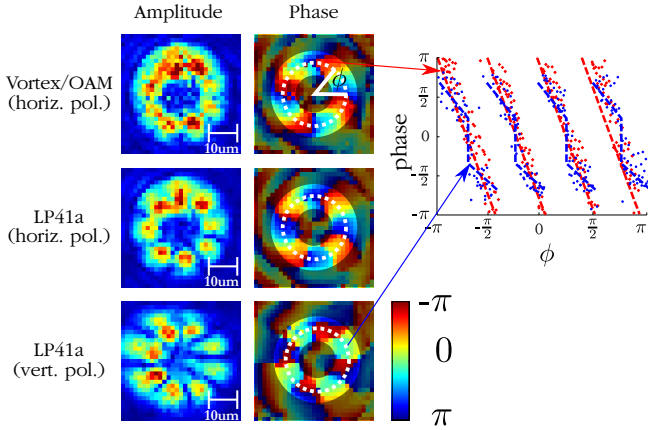 Amplitude Phase
Vortex/OAM
(horiz. pol.)
10um
ϕ
LP41a
(horiz. pol.)
10um
LP41a
(vert. pol.)
10um
-π
0
π
phase
π
π/2
0
-π/2
-π
-π -π/2 0 π/2 π
ϕ